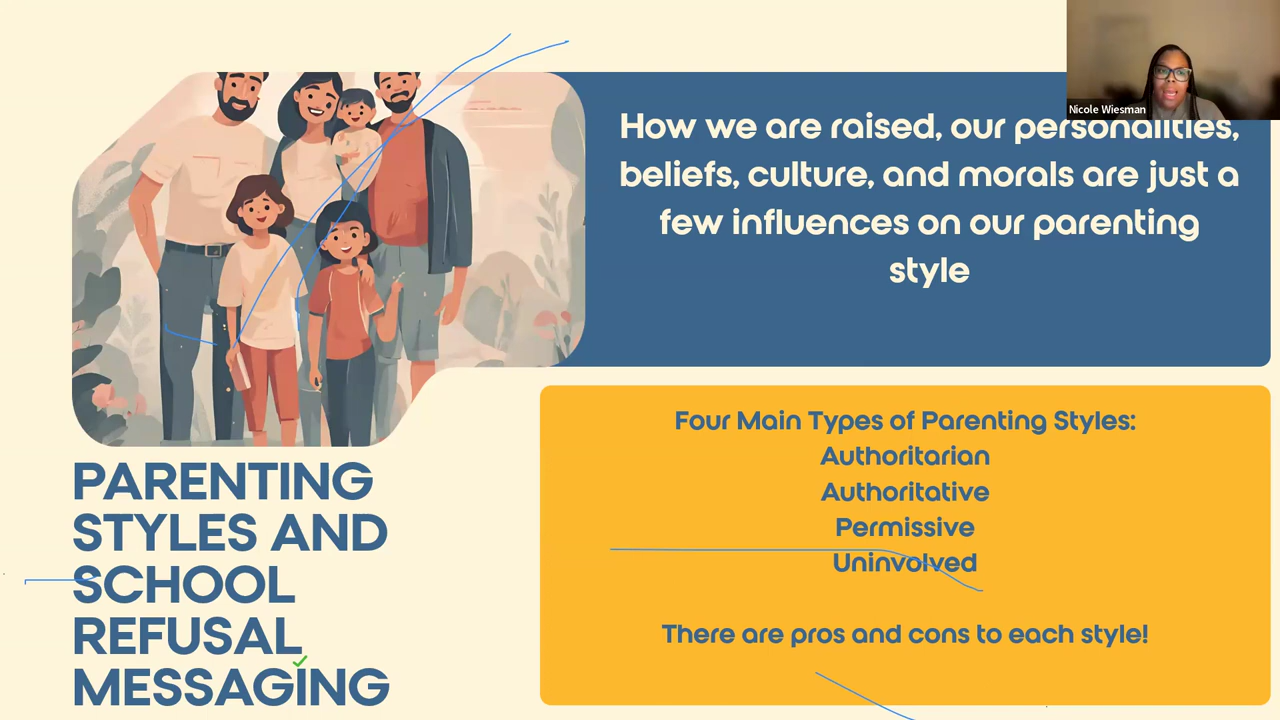 Nicole Wiesman
How we are raised, our personalities,
beliefs, culture, and morals are just a
few influences on our parenting
style
Four Main Types of Parenting Styles:
Authoritarian
Authoritative
Permissive
Uninvolved
There are pros and cons to each style!
PARENTING
STYLES AND
SCHOOL
REFUSAL
MESSAGING